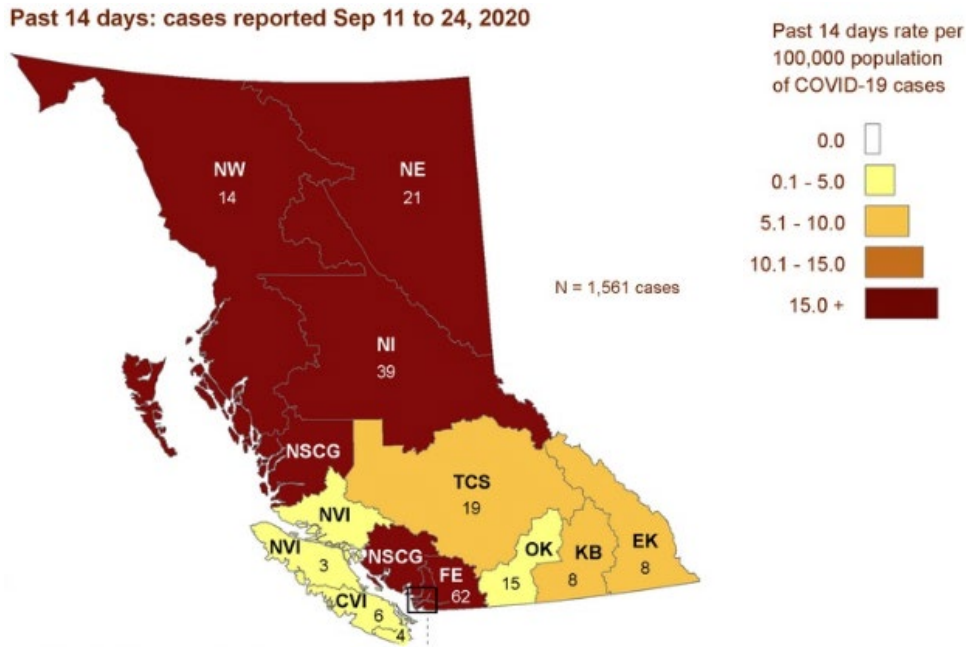 Past 14 days: cases reported Sep 11 to 24, 2020
Past 14 days rate per
100,000 population
of COVID-19 cases
0.0
0.1 - 5.0
5.1 - 10.0
10.1 - 15.0
15.0 +
N = 1,561 cases
NW
14
NE
21
NI
39
NSCG
TCS
19
NVI
NVI
3
NSCG
FE
62
OK
15
KB
8
EK
8
CVI
6
4